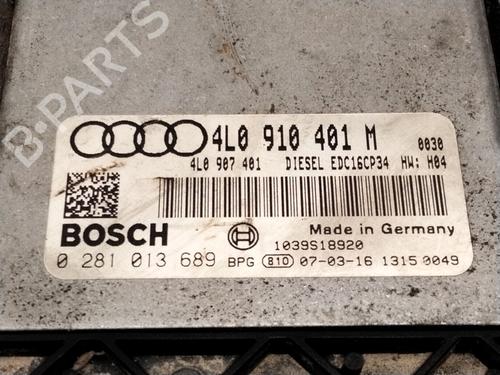 B-PARTS
4L0 910 401 M 0030
4L0 907 401 DIESEL EDC16CP34 HW: H04
Made in Germany
BOSCH 1039S18920
0 281 013 689 BPG 810 07-03-16 1315 0049